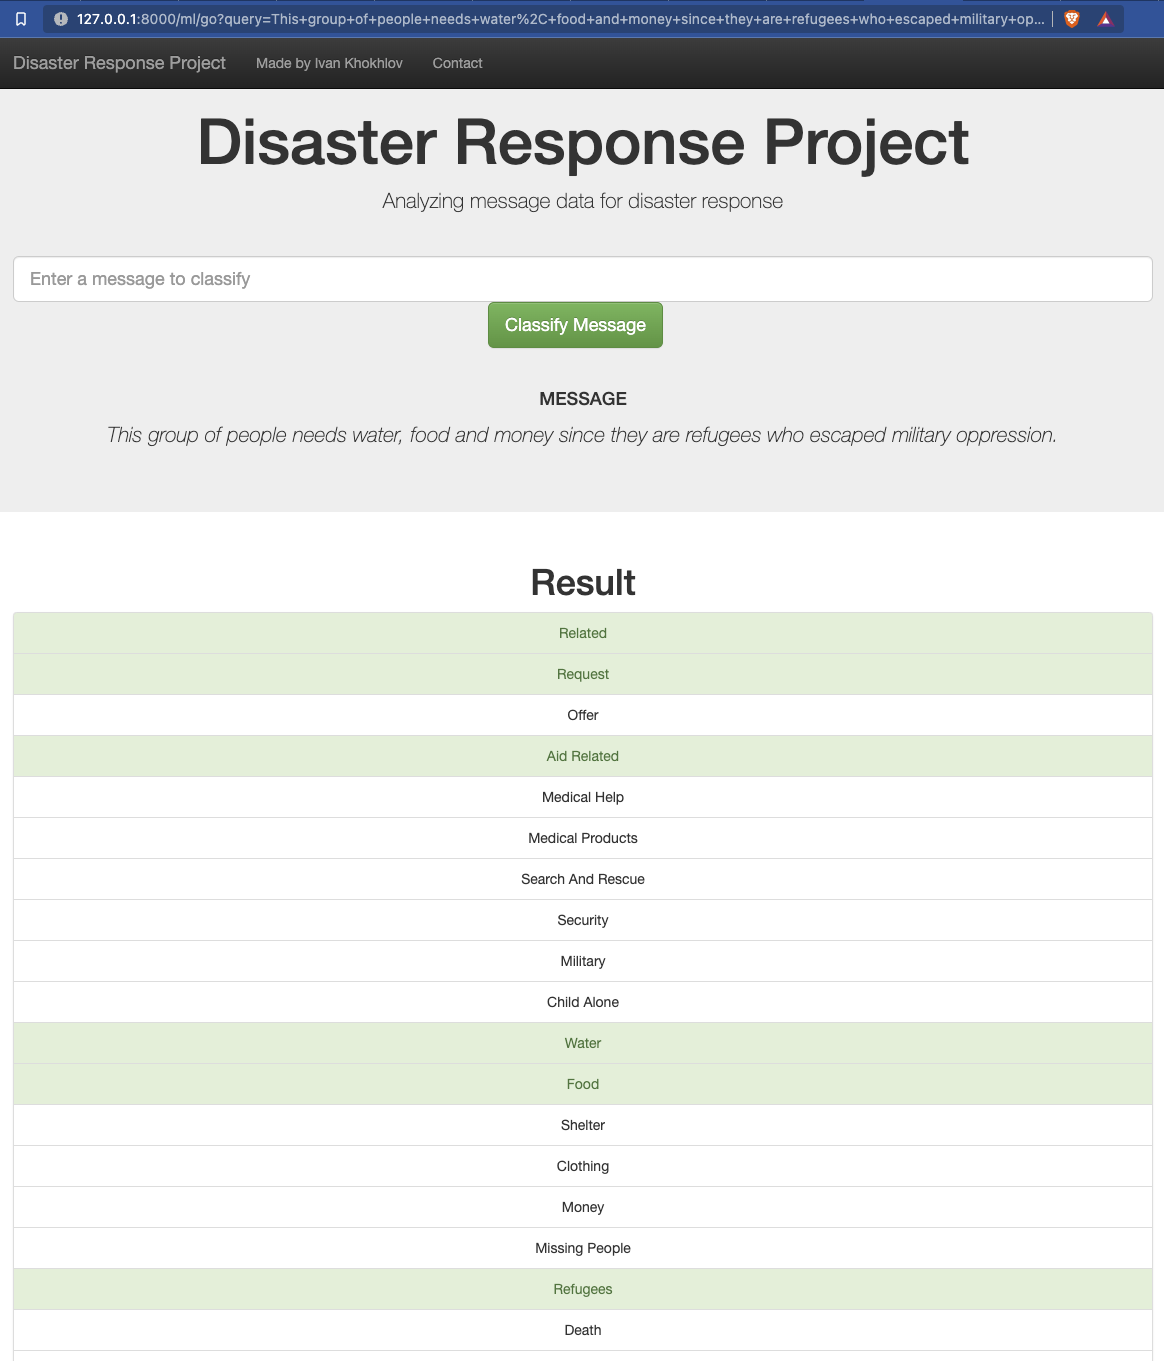 127.0.0.1:8000/ml/go?query=This+group+of+people+needs+water%2C+food+and+money+since+they+are+refugees+who+escaped+military+op...
Disaster Response Project Made by Ivan Khokhlov Contact
Disaster Response Project
Analyzing message data for disaster response
Enter a message to classify
Classify Message
MESSAGE
This group of people needs water, food and money since they are refugees who escaped military oppression.
Result
Related
Request
Offer
Aid Related
Medical Help
Medical Products
Search And Rescue
Security
Military
Child Alone
Water
Food
Shelter
Clothing
Money
Missing People
Refugees
Death